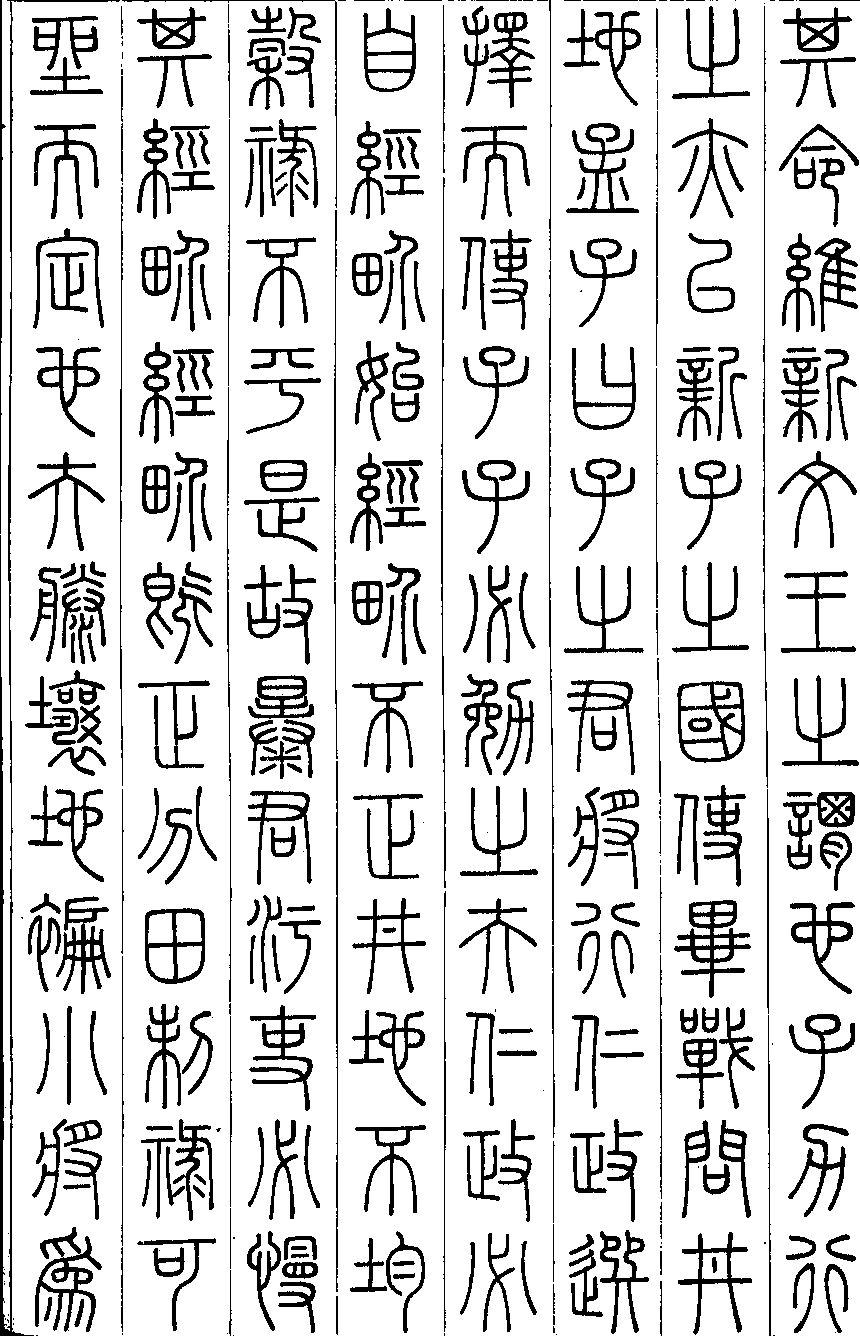 其命維新文王之謂也子力行
之亦以新子之國使畢戰問井
地孟子曰子之君將行仁政選
擇而使子子必勉之夫仁政必
自經界始經界不正井地不均
穀祿不平是故暴君汙吏必慢
其經界經界既正分田制祿可
坐而定也夫滕壤地褊小將爲